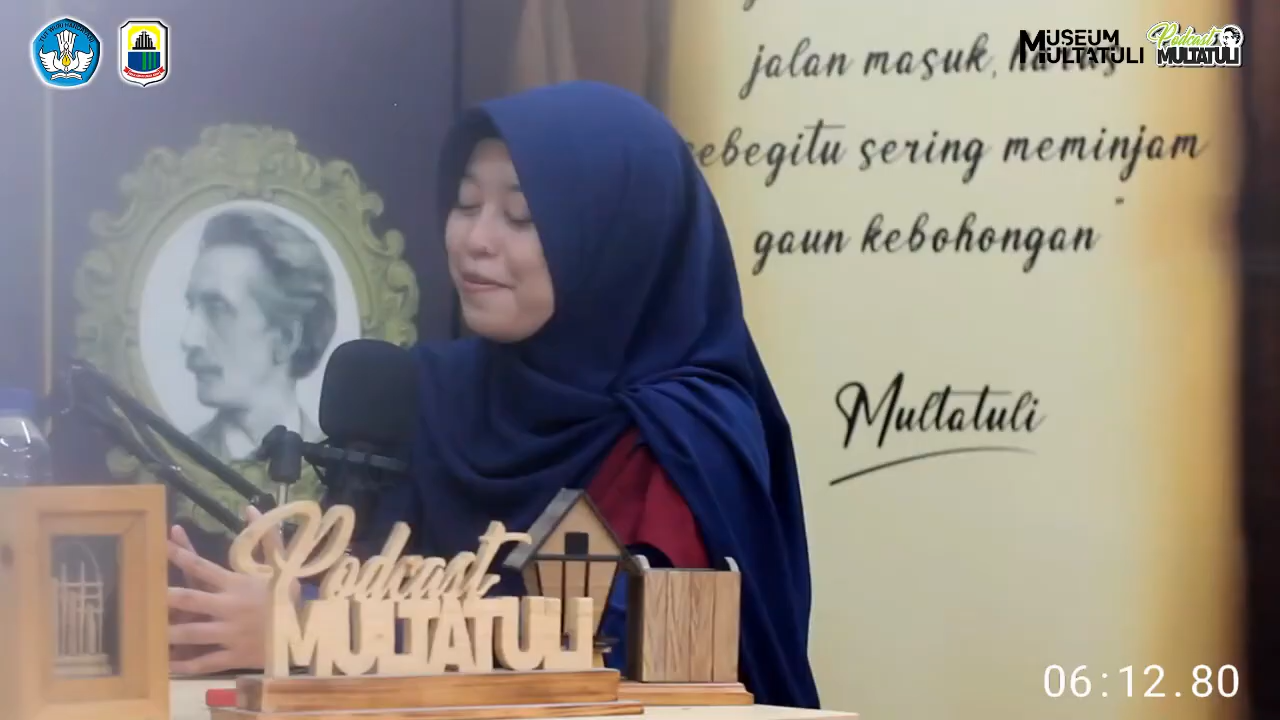 MUSEUM
MULTATULI
Podcast
MULTATULI
jalan masuk,
sebegitu sering meminjam
gaun kebohongan"
Multatuli
Podcast
MULTATULI
06:12.80